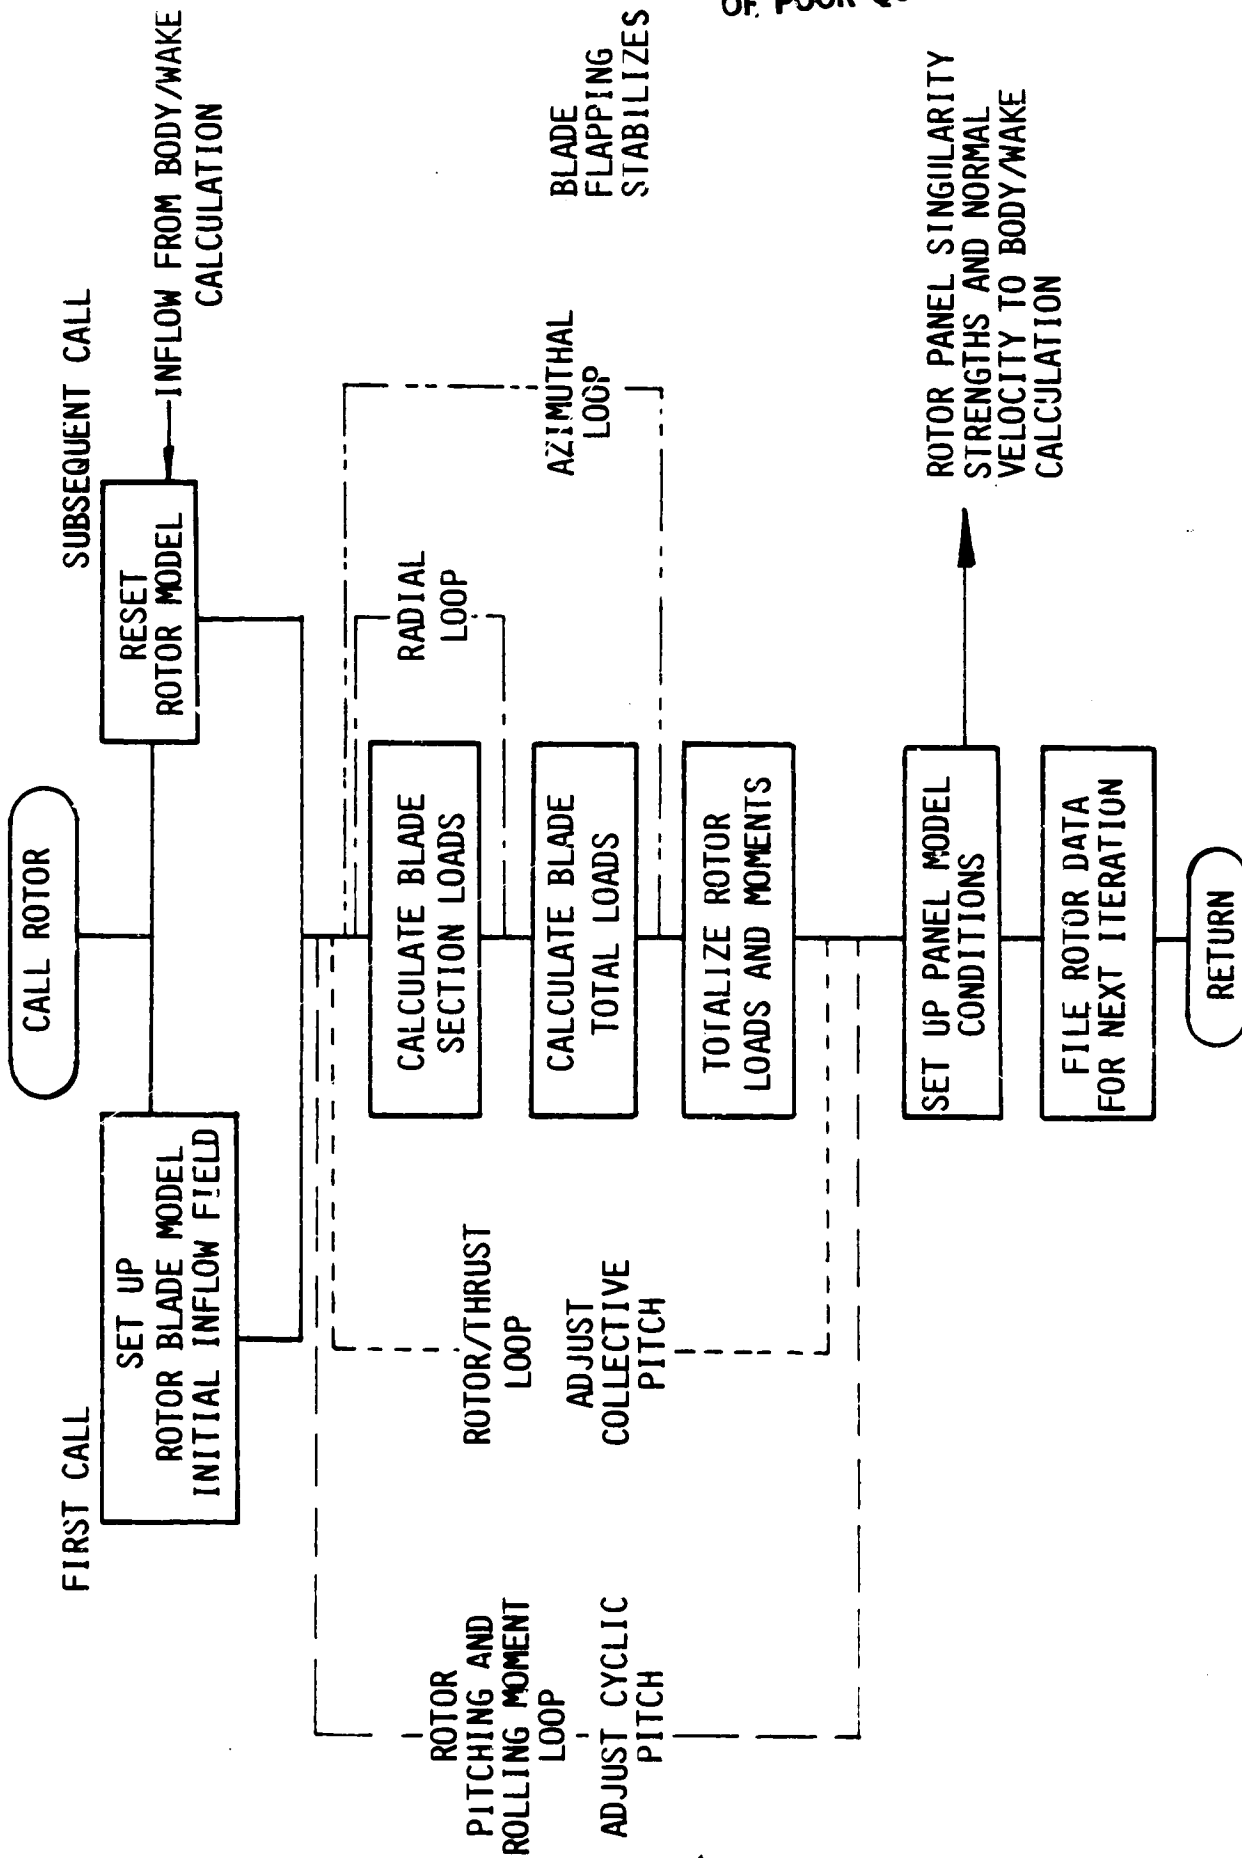 CALL ROTOR
FIRST CALL
SET UP
ROTOR BLADE MODEL
INITIAL INFLOW FIELD
SUBSEQUENT CALL
RESET
ROTOR MODEL
INFLOW FROM BODY/WAKE
CALCULATION
RADIAL
LOOP
AZIMUTHAL
LOOP
BLADE
FLAPPING
STABILIZES
CALCULATE BLADE
SECTION LOADS
CALCULATE BLADE
TOTAL LOADS
TOTALIZE ROTOR
LOADS AND MOMENTS
ROTOR/THRUST
LOOP
ADJUST
COLLECTIVE
PITCH
ROTOR
PITCHING AND
ROLLING MOMENT
LOOP
ADJUST CYCLIC
PITCH
SET UP PANEL MODEL
CONDITIONS
ROTOR PANEL SINGULARITY
STRENGTHS AND NORMAL
VELOCITY TO BODY/WAKE
CALCULATION
FILE ROTOR DATA
FOR NEXT ITERATION
RETURN
OF POOR